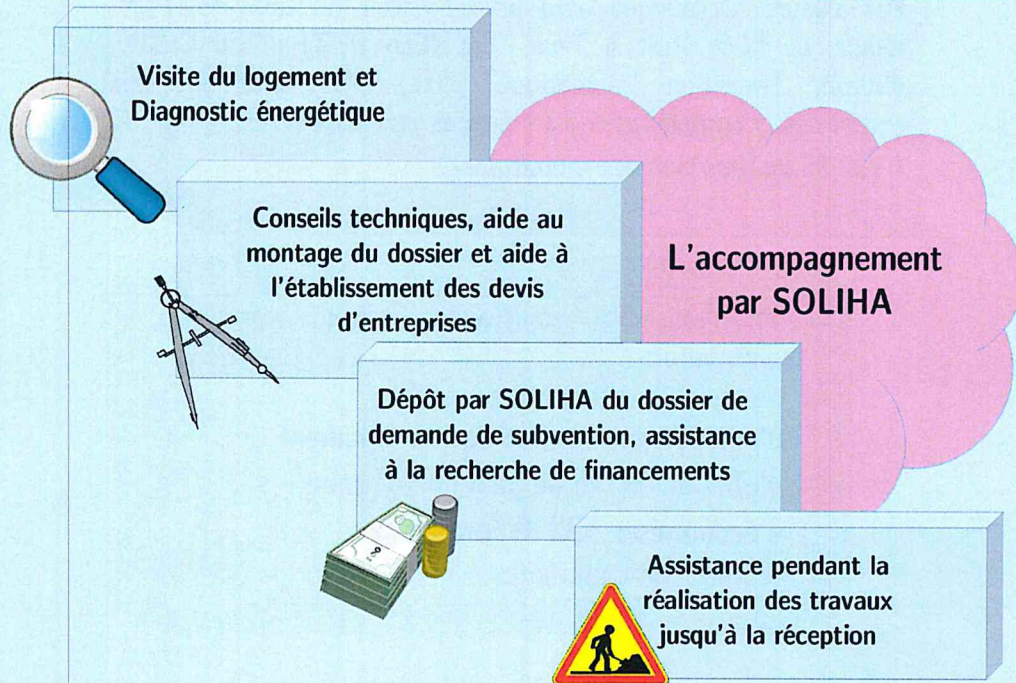 Visite du logement et
Diagnostic énergétique
Conseils techniques, aide au
montage du dossier et aide à
l'établissement des devis
d'entreprises
L'accompagnement
par SOLIHA
Dépôt par SOLIHA du dossier de
demande de subvention, assistance
à la recherche de financements
Assistance pendant la
réalisation des travaux
jusqu'à la réception